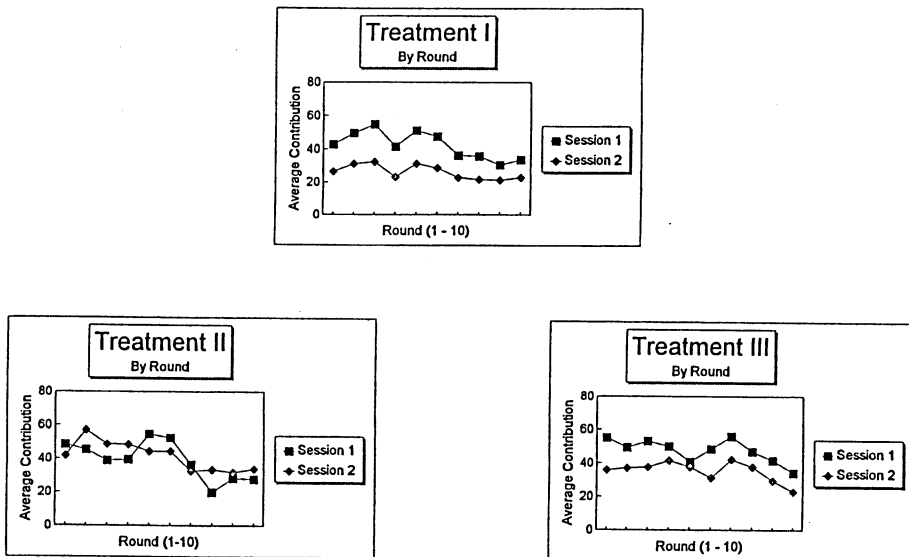 Treatment I
By Round
Average Contribution
80
60
40
20
0
Round (1 - 10)
Session 1
Session 2
Treatment II
By Round
Average Contribution
80
60
40
20
0
Round (1-10)
Session 1
Session 2
Treatment III
By Round
Average Contribution
80
60
40
20
0
Round (1 - 10)
Session 1
Session 2